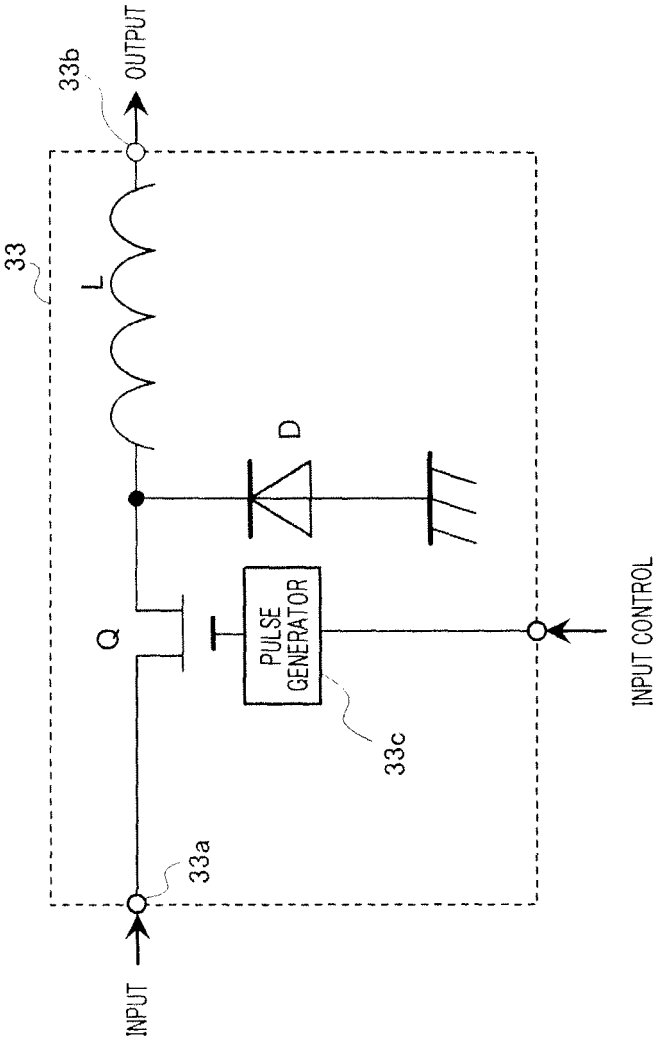 33
L
33b
OUTPUT
Q
D
PULSE
GENERATOR
33c
33a
INPUT
INPUT CONTROL